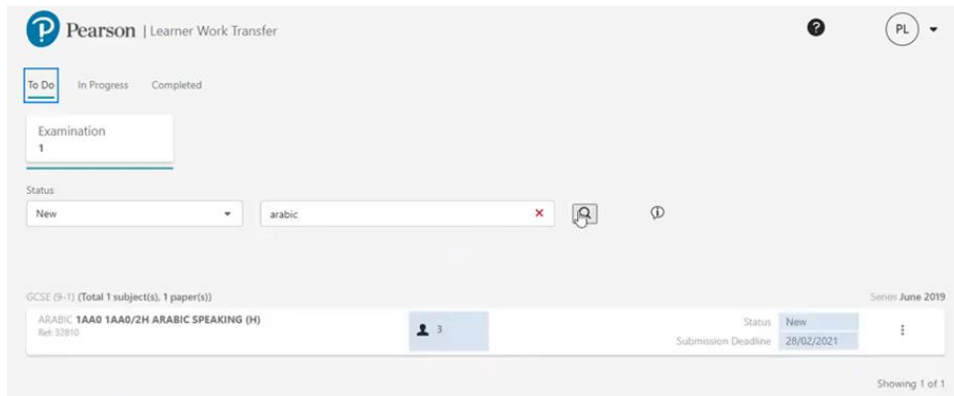 Pearson | Learner Work Transfer
?
PL
To Do In Progress Completed
Examination
1
Status
New arabic
GCSE (9-1) (Total 1 subject(s), 1 paper(s)) Series June 2019
ARABIC 1AA0 1AA0/2H ARABIC SPEAKING (H) 3 Status New
Ref: 32810 Submission Deadline 28/02/2021
Showing 1 of 1